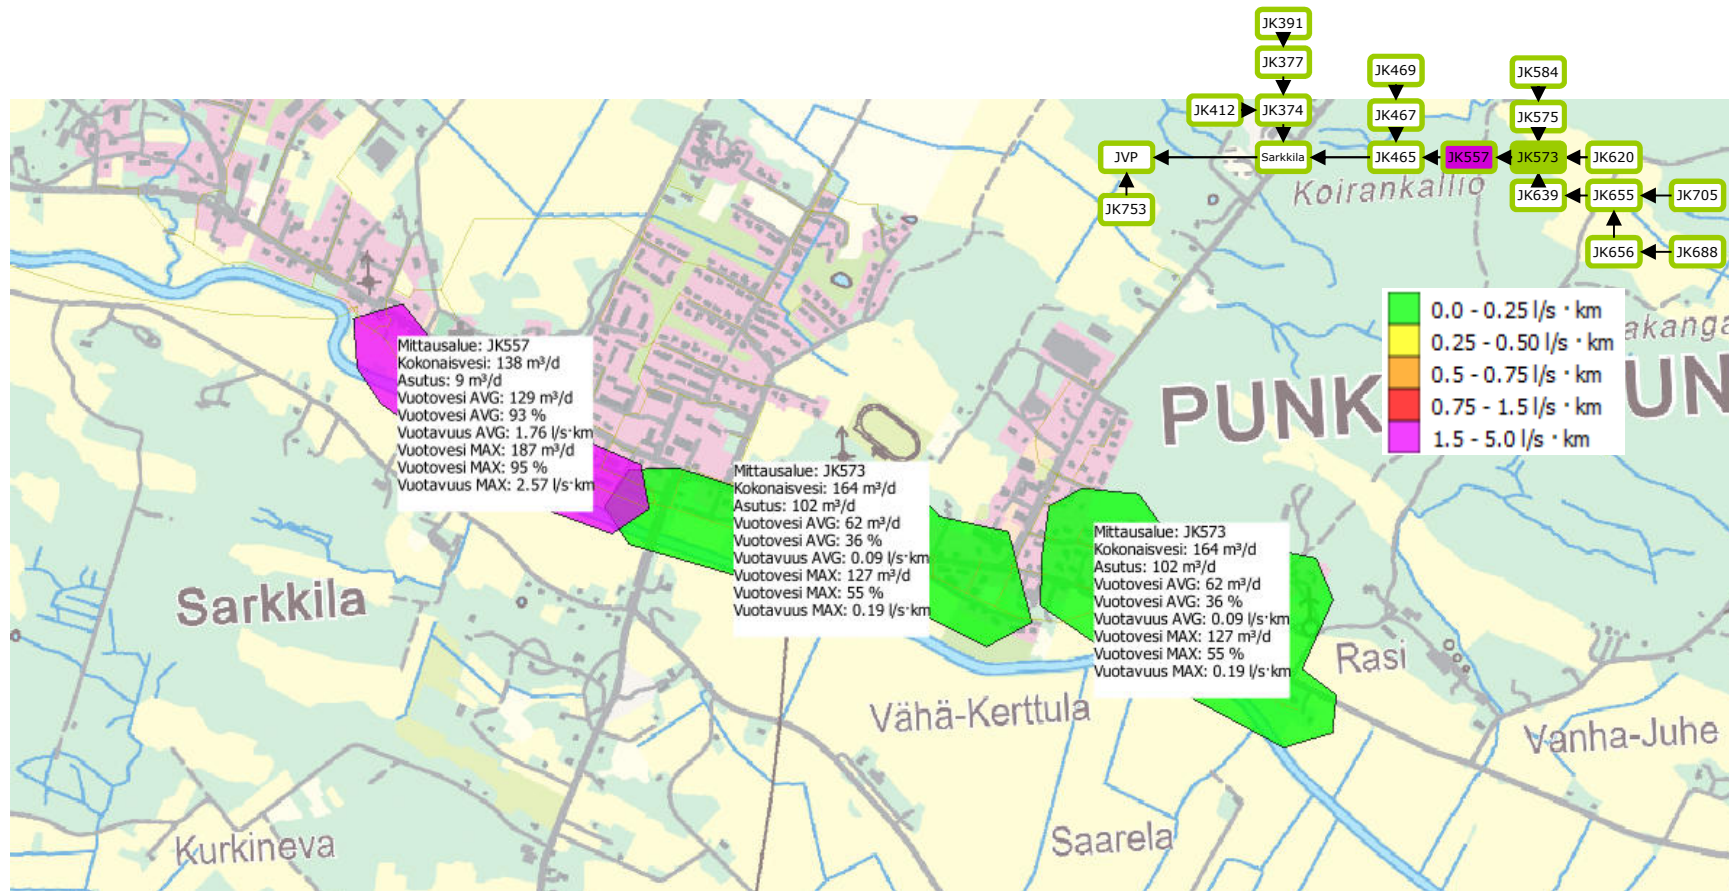 JK391
JK377
JK469
JK584
JK412
JK374
JK467
JK575
JVP
Sarkkila
JK465
JK557
JK573
JK620
JK753
JK639
JK655
JK705
JK656
JK688
Koirankallio
0.0 - 0.25 l/s · km
0.25 - 0.50 l/s · km
0.5 - 0.75 l/s · km
0.75 - 1.5 l/s · km
1.5 - 5.0 l/s · km
akanga
PUNK
UN
Mittausalue: JK557
Kokonaisvesi: 138 m³/d
Asutus: 9 m³/d
Vuotovesi AVG: 129 m³/d
Vuotovesi AVG: 93 %
Vuotavuus AVG: 1.76 l/s·km
Vuotovesi MAX: 187 m³/d
Vuotovesi MAX: 95 %
Vuotavuus MAX: 2.57 l/s·km
Mittausalue: JK573
Kokonaisvesi: 164 m³/d
Asutus: 102 m³/d
Vuotovesi AVG: 62 m³/d
Vuotovesi AVG: 36 %
Vuotavuus AVG: 0.09 l/s·km
Vuotovesi MAX: 127 m³/d
Vuotovesi MAX: 55 %
Vuotavuus MAX: 0.19 l/s·km
Mittausalue: JK573
Kokonaisvesi: 164 m³/d
Asutus: 102 m³/d
Vuotovesi AVG: 62 m³/d
Vuotovesi AVG: 36 %
Vuotavuus AVG: 0.09 l/s·km
Vuotovesi MAX: 127 m³/d
Vuotovesi MAX: 55 %
Vuotavuus MAX: 0.19 l/s·km
Sarkkila
Rasi
Vähä-Kerttula
Vanha-Juhe
Saarela
Kurkineva